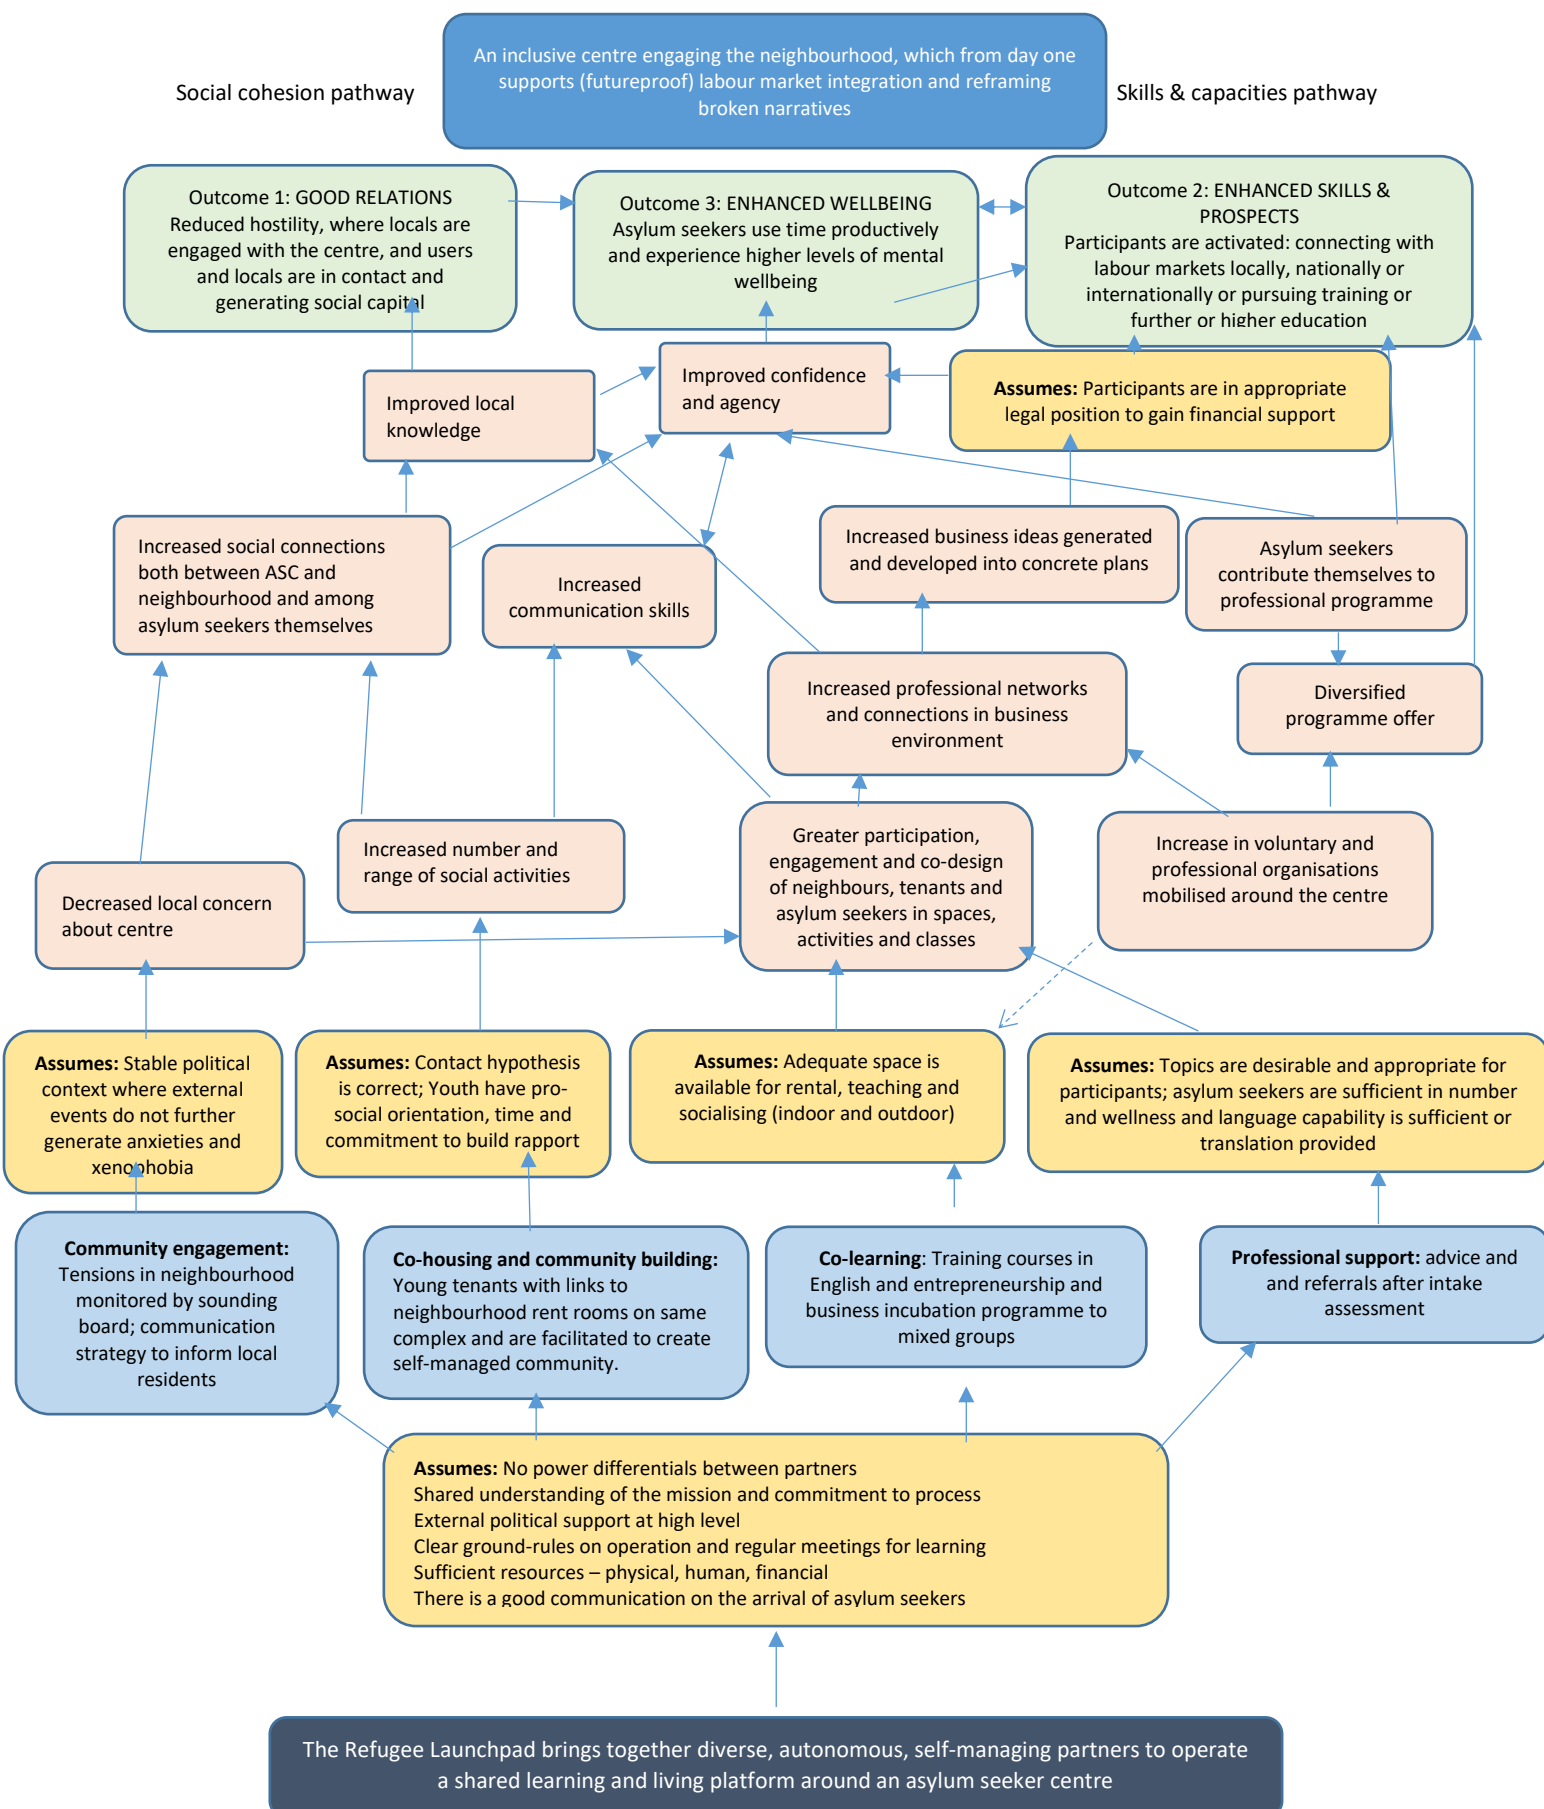 An inclusive centre engaging the neighbourhood, which from day one
supports (futureproof) labour market integration and reframing
broken narratives
Social cohesion pathway
Skills & capacities pathway
Outcome 1: GOOD RELATIONS
Reduced hostility, where locals are
engaged with the centre, and users
and locals are in contact and
generating social capital
Outcome 3: ENHANCED WELLBEING
Asylum seekers use time productively
and experience higher levels of mental
wellbeing
Outcome 2: ENHANCED SKILLS &
PROSPECTS
Participants are activated: connecting with
labour markets locally, nationally or
internationally or pursuing training or
further or higher education
Improved local
knowledge
Improved confidence
and agency
Assumes: Participants are in appropriate
legal position to gain financial support
Increased social connections
both between ASC and
neighbourhood and among
asylum seekers themselves
Increased
communication skills
Increased business ideas generated
and developed into concrete plans
Asylum seekers
contribute themselves to
professional programme
Increased professional networks
and connections in business
environment
Diversified
programme offer
Decreased local concern
about centre
Increased number and
range of social activities
Greater participation,
engagement and co-design
of neighbours, tenants and
asylum seekers in spaces,
activities and classes
Increase in voluntary and
professional organisations
mobilised around the centre
Assumes: Stable political
context where external
events do not further
generate anxieties and
xenophobia
Assumes: Contact hypothesis
is correct; Youth have pro-
social orientation, time and
commitment to build rapport
Assumes: Adequate space is
available for rental, teaching and
socialising (indoor and outdoor)
Assumes: Topics are desirable and appropriate for
participants; asylum seekers are sufficient in number
and wellness and language capability is sufficient or
translation provided
Community engagement:
Tensions in neighbourhood
monitored by sounding
board; communication
strategy to inform local
residents
Co-housing and community building:
Young tenants with links to
neighbourhood rent rooms on same
complex and are facilitated to create
self-managed community.
Co-learning: Training courses in
English and entrepreneurship and
business incubation programme to
mixed groups
Professional support: advice and
and referrals after intake
assessment
Assumes: No power differentials between partners
Shared understanding of the mission and commitment to process
External political support at high level
Clear ground-rules on operation and regular meetings for learning
Sufficient resources – physical, human, financial
There is a good communication on the arrival of asylum seekers
The Refugee Launchpad brings together diverse, autonomous, self-managing partners to operate
a shared learning and living platform around an asylum seeker centre